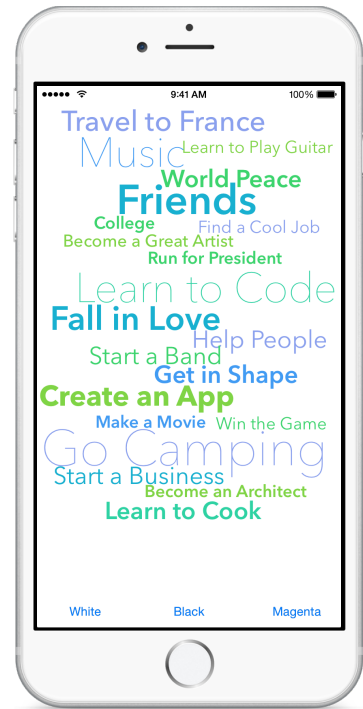 9:41 AM
100%
Travel to France
Music
Learn to Play Guitar
World Peace
Friends
College
Find a Cool Job
Become a Great Artist
Run for President
Learn to Code
Fall in Love
Help People
Start a Band
Get in Shape
Create an App
Make a Movie
Win the Game
Go Camping
Start a Business
Become an Architect
Learn to Cook
White
Black
Magenta